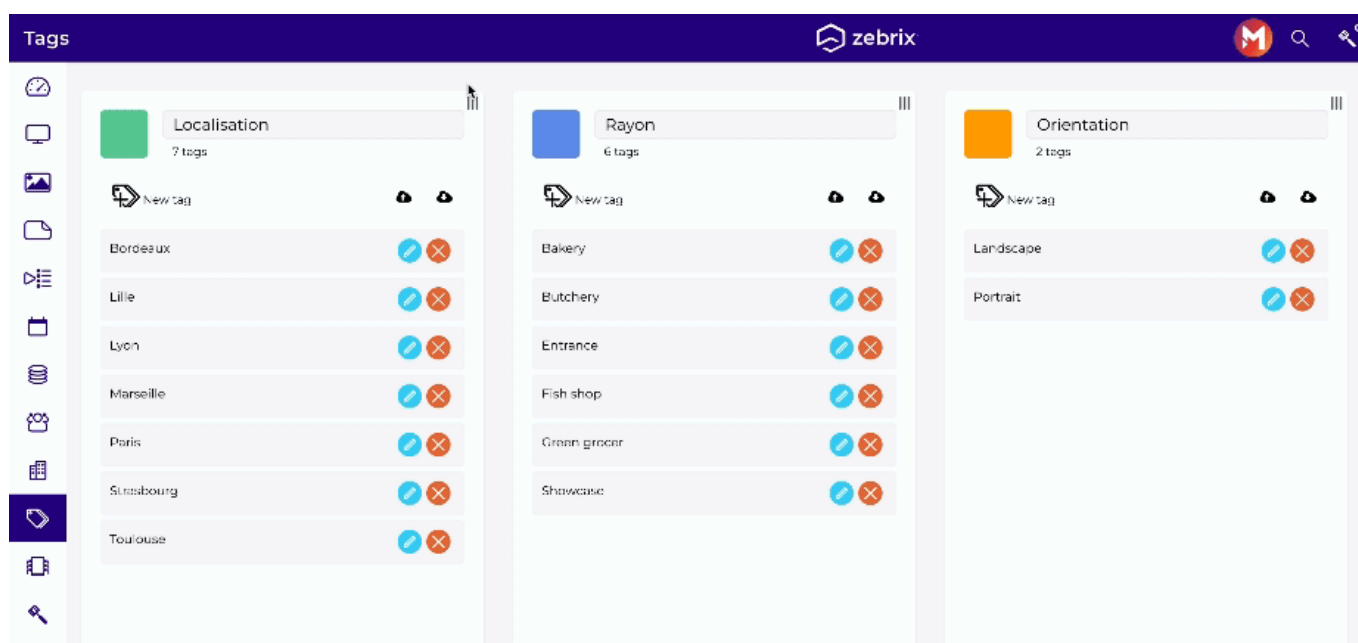 Tags
zebrix
Localisation
7 tags
New tag
Bordeaux
Lille
Lyon
Marseille
Paris
Strasbourg
Toulouse
Rayon
6 tags
New tag
Bakery
Butchery
Entrance
Fish shop
Green grocer
Showcase
Orientation
2 tags
New tag
Landscape
Portrait
M